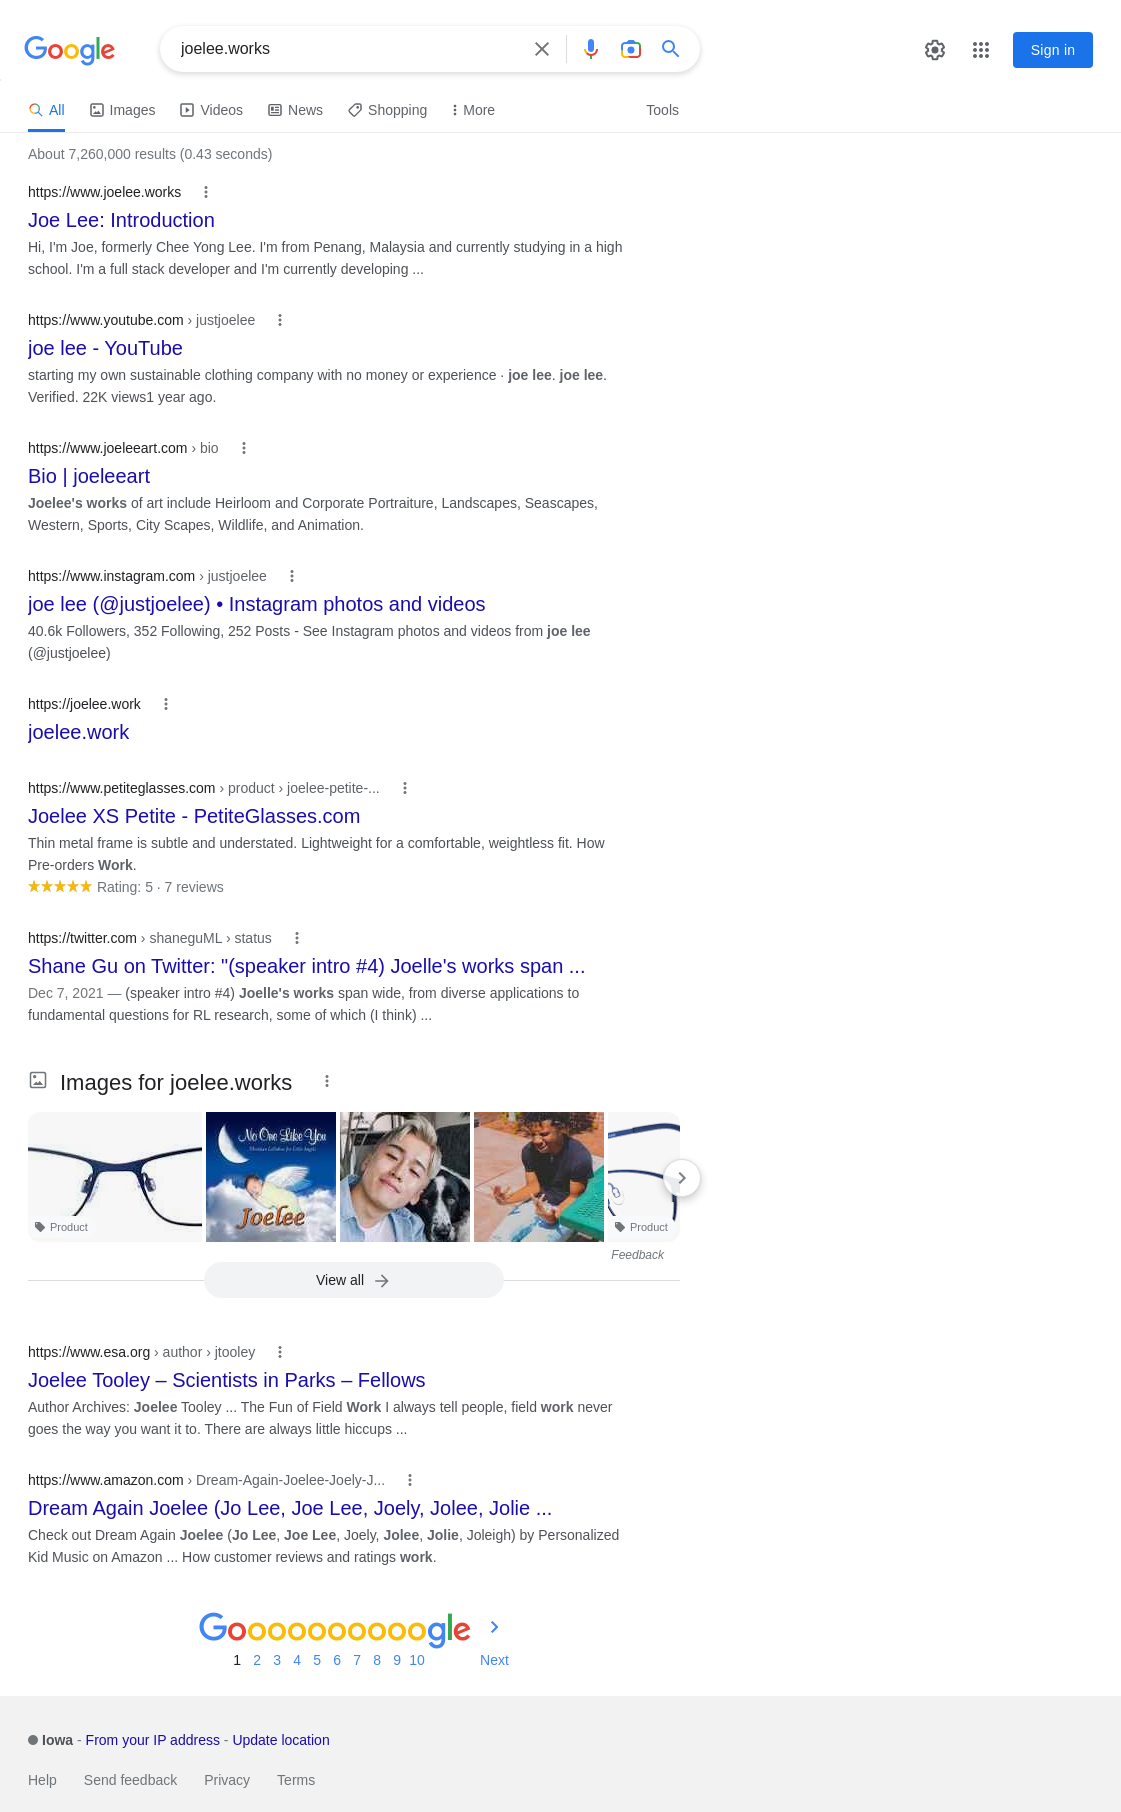 Google
joelee.works
Sign in
All Images Videos News Shopping More Tools
About 7,260,000 results (0.43 seconds)
https://www.joelee.works
Joe Lee: Introduction
Hi, I'm Joe, formerly Chee Yong Lee. I'm from Penang, Malaysia and currently studying in a high
school. I'm a full stack developer and I'm currently developing ...
https://www.youtube.com › justjoelee
joe lee - YouTube
starting my own sustainable clothing company with no money or experience · joe lee. joe lee.
Verified. 22K views1 year ago.
https://www.joeleeart.com › bio
Bio | joeleeart
Joelee's works of art include Heirloom and Corporate Portraiture, Landscapes, Seascapes,
Western, Sports, City Scapes, Wildlife, and Animation.
https://www.instagram.com › justjoelee
joe lee (@justjoelee) • Instagram photos and videos
40.6k Followers, 352 Following, 252 Posts - See Instagram photos and videos from joe lee
(@justjoelee)
https://joelee.work
joelee.work
https://www.petiteglasses.com › product › joelee-petite-...
Joelee XS Petite - PetiteGlasses.com
Thin metal frame is subtle and understated. Lightweight for a comfortable, weightless fit. How
Pre-orders Work.
Rating: 5 · 7 reviews
https://twitter.com › shaneguML › status
Shane Gu on Twitter: "(speaker intro #4) Joelle's works span ...
Dec 7, 2021 — (speaker intro #4) Joelle's works span wide, from diverse applications to
fundamental questions for RL research, some of which (I think) ...
Images for joelee.works
No One Like You
Joelee
Product
Product
Feedback
View all
https://www.esa.org › author › jtooley
Joelee Tooley – Scientists in Parks – Fellows
Author Archives: Joelee Tooley ... The Fun of Field Work I always tell people, field work never
goes the way you want it to. There are always little hiccups ...
https://www.amazon.com › Dream-Again-Joelee-Joely-J...
Dream Again Joelee (Jo Lee, Joe Lee, Joely, Jolee, Jolie ...
Check out Dream Again Joelee (Jo Lee, Joe Lee, Joely, Jolee, Jolie, Joleigh) by Personalized
Kid Music on Amazon ... How customer reviews and ratings work.
Goooooooooogle
1 2 3 4 5 6 7 8 9 10 Next
Iowa - From your IP address - Update location
Help Send feedback Privacy Terms